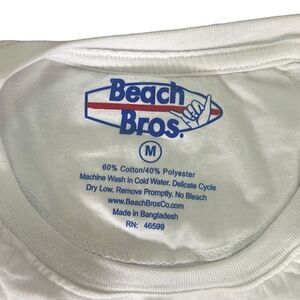 Beach
Bros.
M
60% Cotton/40% Polyester
Machine Wash in Cold Water. Delicate Cycle
Dry Low. Remove Promptly. No Bleach
www.BeachBrosCo.com
Made in Bangladesh
RN: 46599